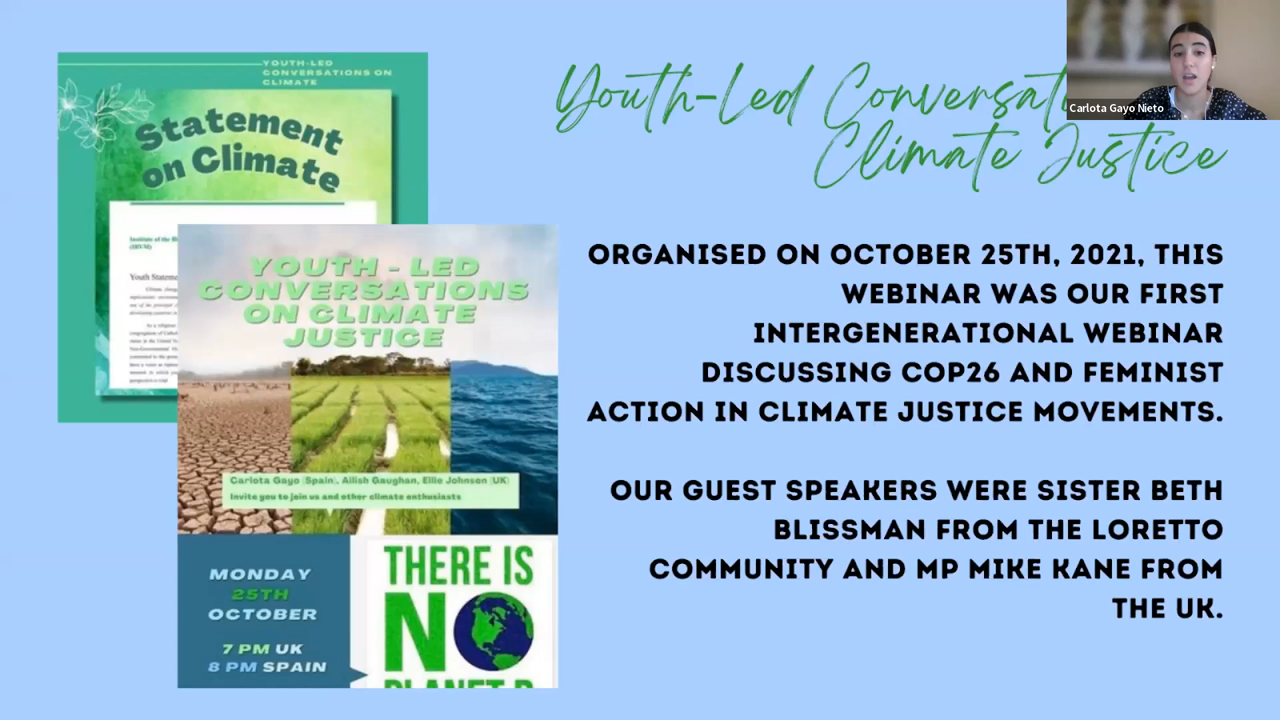 YOUTH-LED
CONVERSATIONS ON
CLIMATE
Statement
on Climate
Institute of the
Youth
YOUTH - LED
CONVERSATIONS
ON CLIMATE
JUSTICE
Carlota Gayo (Spain), Ailish Gaughan, Ellie Johnson (UK)
Invite you to join us and other climate enthusiasts
MONDAY
25TH
OCTOBER
7 PM UK
8 PM SPAIN
THERE IS
NO
Youth-Led
Climate Justice
Carlota Gayo Nieto
ORGANISED ON OCTOBER 25TH, 2021, THIS
WEBINAR WAS OUR FIRST
INTERGENERATIONAL WEBINAR
DISCUSSING COP26 AND FEMINIST
ACTION IN CLIMATE JUSTICE MOVEMENTS.
OUR GUEST SPEAKERS WERE SISTER BETH
BLISSMAN FROM THE LORETTO
COMMUNITY AND MP MIKE KANE FROM
THE UK.